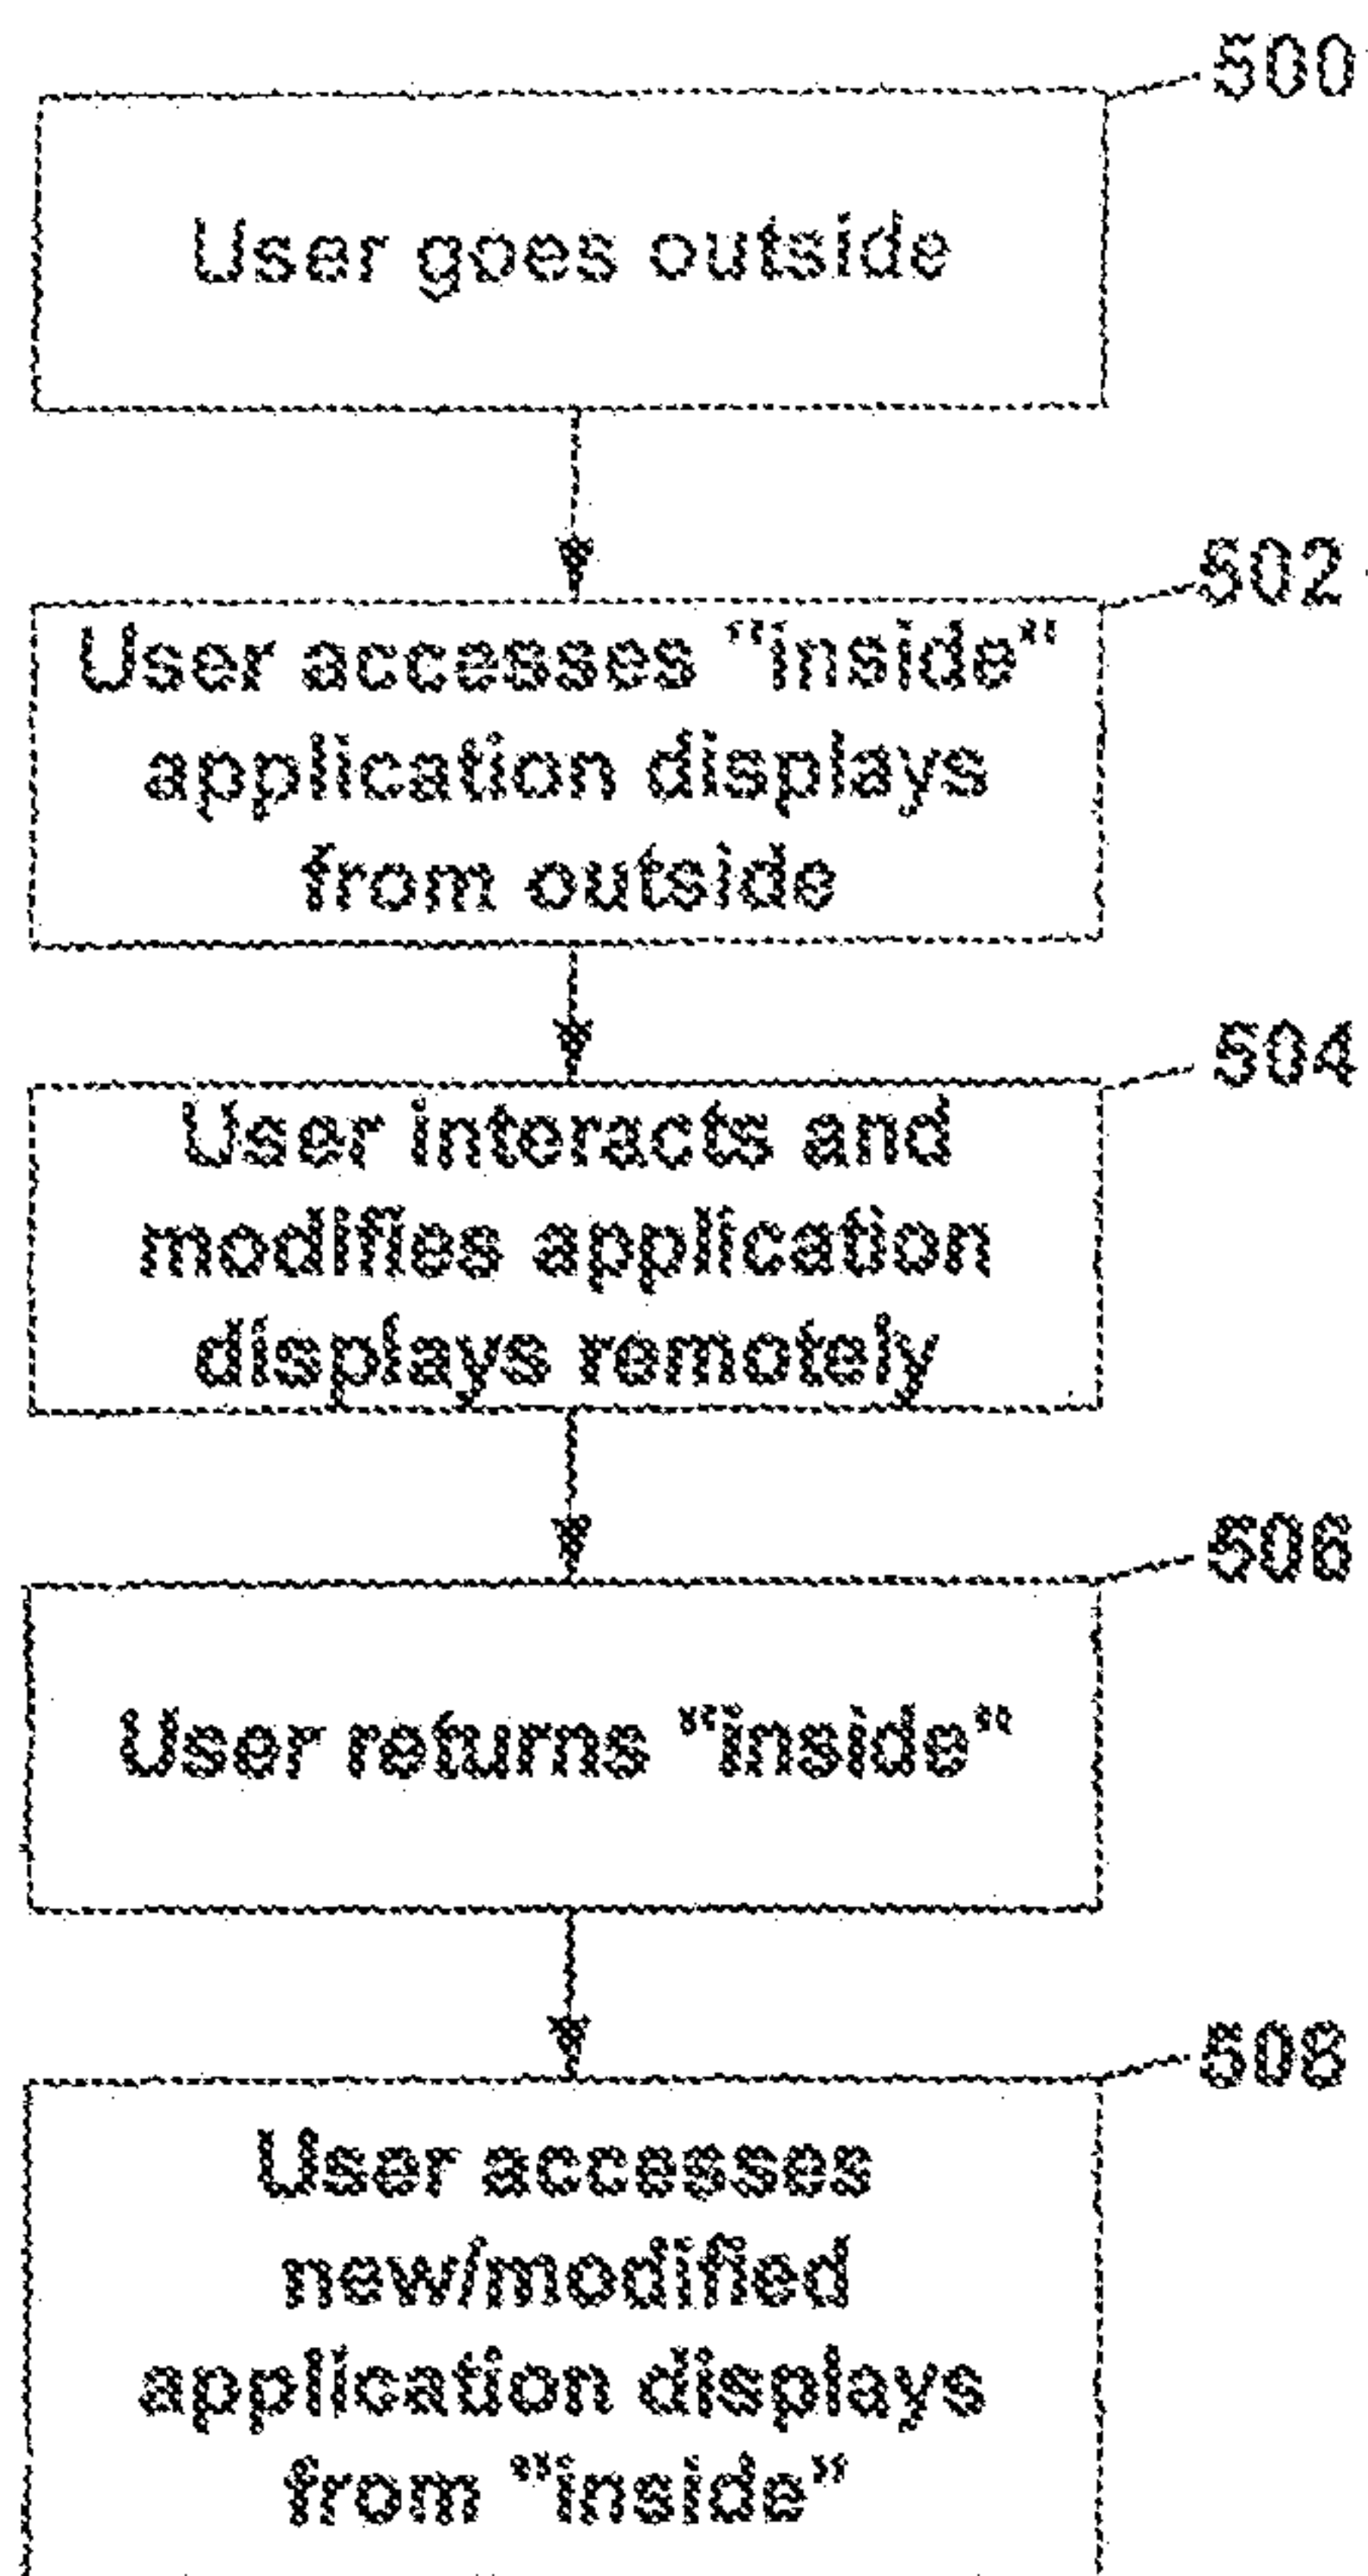 500
User goes outside
502
User accesses "inside"
application displays
from outside
504
User interacts and
modifies application
displays remotely
506
User returns "inside"
508
User accesses
new/modified
application displays
from "inside"